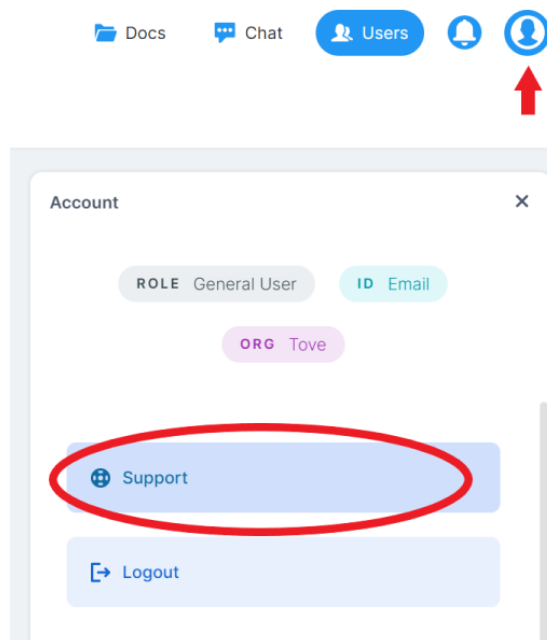 Docs Chat Users
Account
ROLE General User ID Email
ORG Tove
Support
Logout